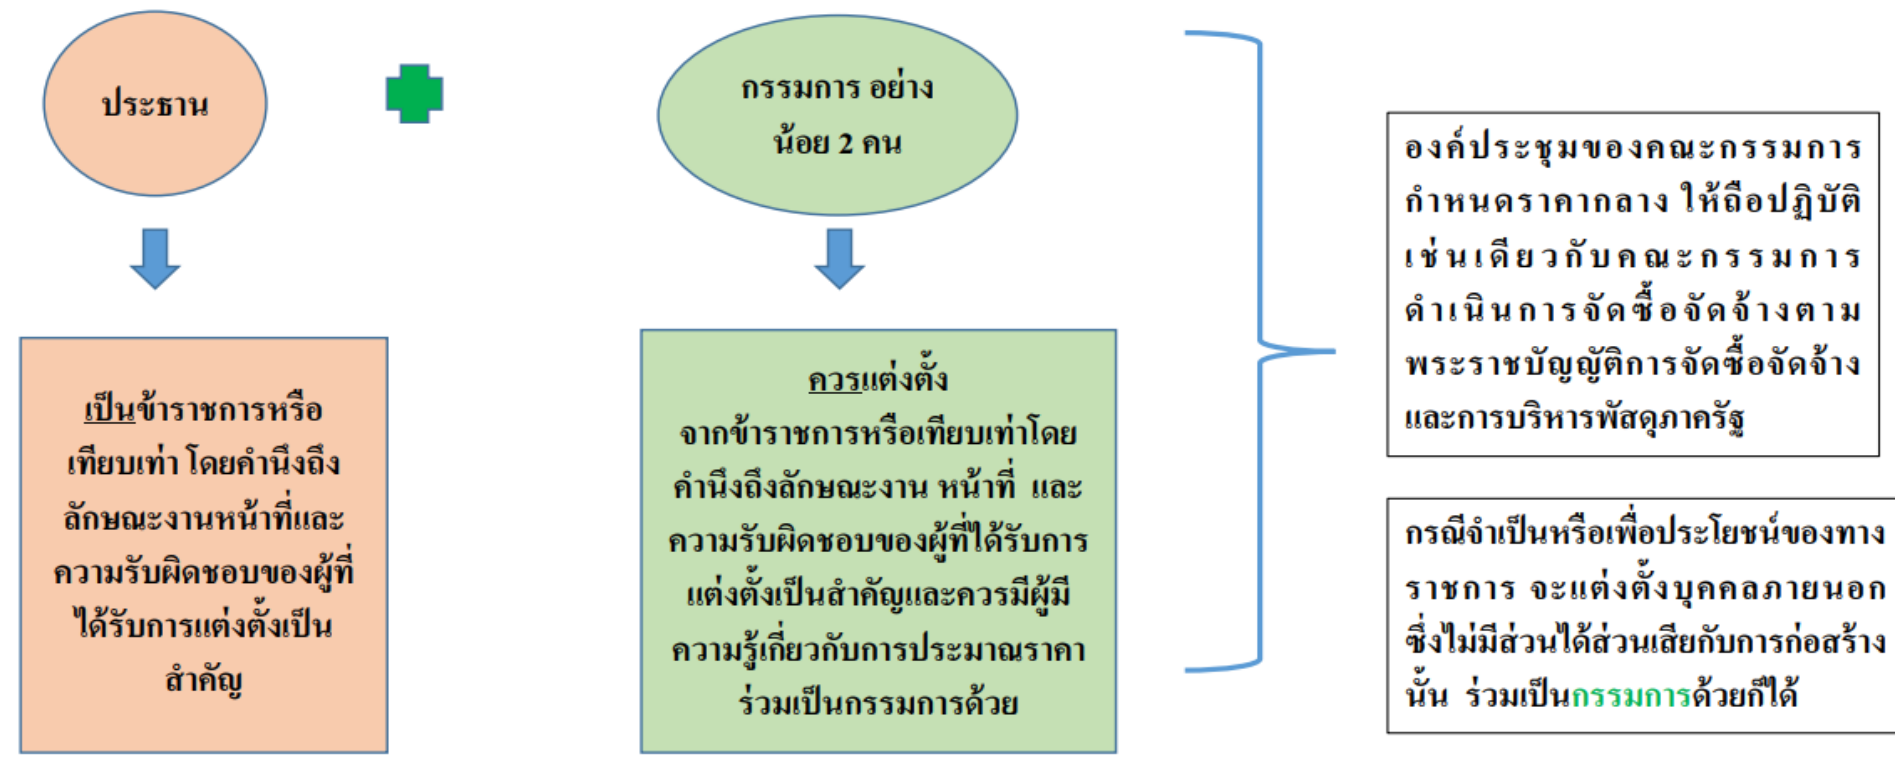 ประธาน
กรรมการ อย่าง
น้อย 2 คน
เป็นข้าราชการหรือ
เทียบเท่า โดยคำนึงถึง
ลักษณะงานหน้าที่และ
ความรับผิดชอบของผู้ที่
ได้รับการแต่งตั้งเป็น
สำคัญ
ควรแต่งตั้ง
จากข้าราชการหรือเทียบเท่าโดย
คำนึงถึงลักษณะงาน หน้าที่ และ
ความรับผิดชอบของผู้ที่ได้รับการ
แต่งตั้งเป็นสำคัญและควรมีผู้มี
ความรู้เกี่ยวกับการประมาณราคา
ร่วมเป็นกรรมการด้วย
องค์ประชุมของคณะกรรมการ
กำหนดราคากลาง ให้ถือปฏิบัติ
เช่นเดียวกับคณะกรรมการ
ดำเนินการจัดซื้อจัดจ้างตาม
พระราชบัญญัติการจัดซื้อจัดจ้าง
และการบริหารพัสดุภาครัฐ
กรณีจำเป็นหรือเพื่อประโยชน์ของทาง
ราชการ จะแต่งตั้งบุคคลภายนอก
ซึ่งไม่มีส่วนได้ส่วนเสียกับการก่อสร้าง
นั้น ร่วมเป็นกรรมการด้วยก็ได้